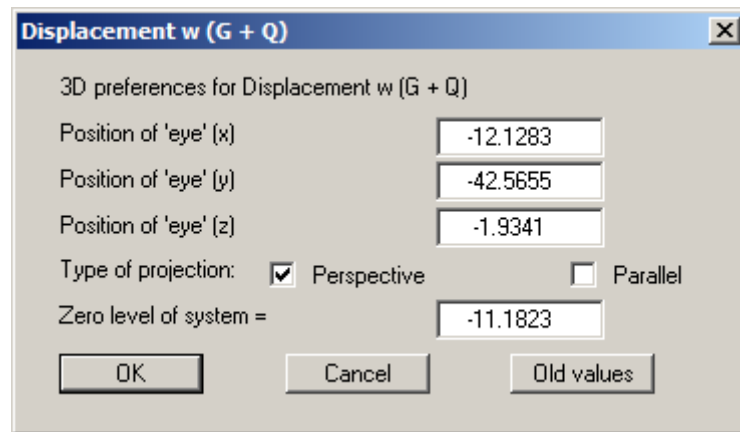 Displacement w (G + Q)
3D preferences for Displacement w (G + Q)
Position of 'eye' (x) -12.1283
Position of 'eye' (y) -42.5655
Position of 'eye' (z) -1.9341
Type of projection: Perspective Parallel
Zero level of system = -11.1823
OK Cancel Old values